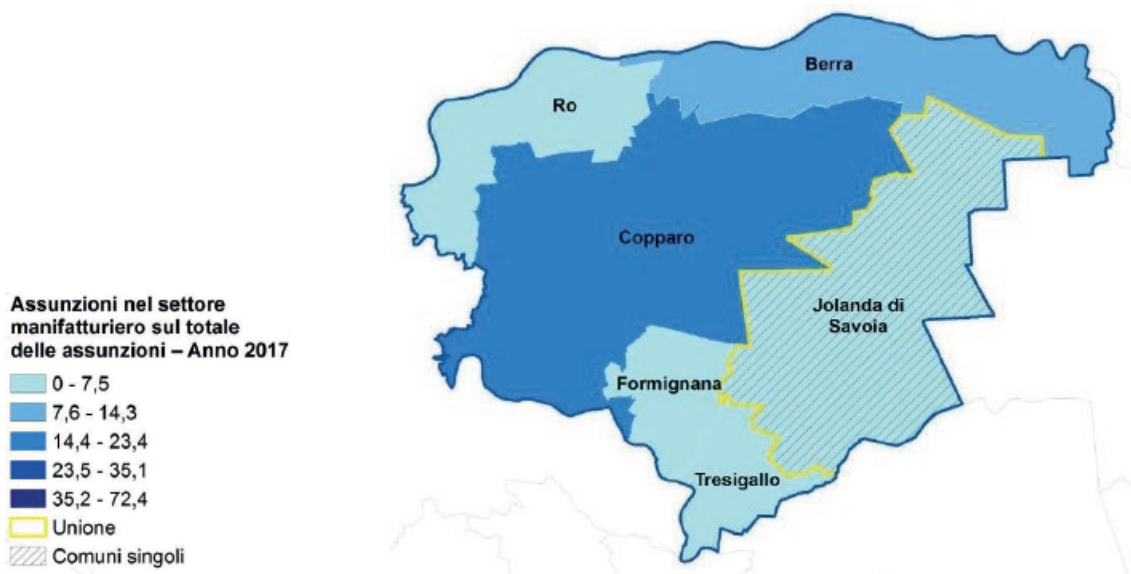 Berra
Ro
Copparo
Jolanda di
Savoia
Formignana
Tresigallo
Assunzioni nel settore
manifatturiero sul totale
delle assunzioni – Anno 2017
0 - 7,5
7,6 - 14,3
14,4 - 23,4
23,5 - 35,1
35,2 - 72,4
Unione
Comuni singoli